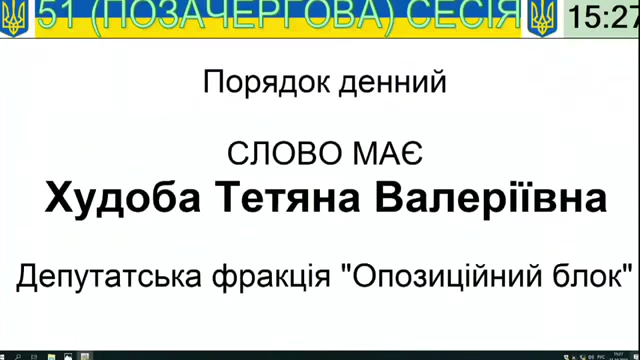 51 (ПОЗАЧЕРГОВА) СЕСІЯ
15:27
Порядок денний
СЛОВО МАЄ
Худоба Тетяна Валеріївна
Депутатська фракція "Опозиційний блок"